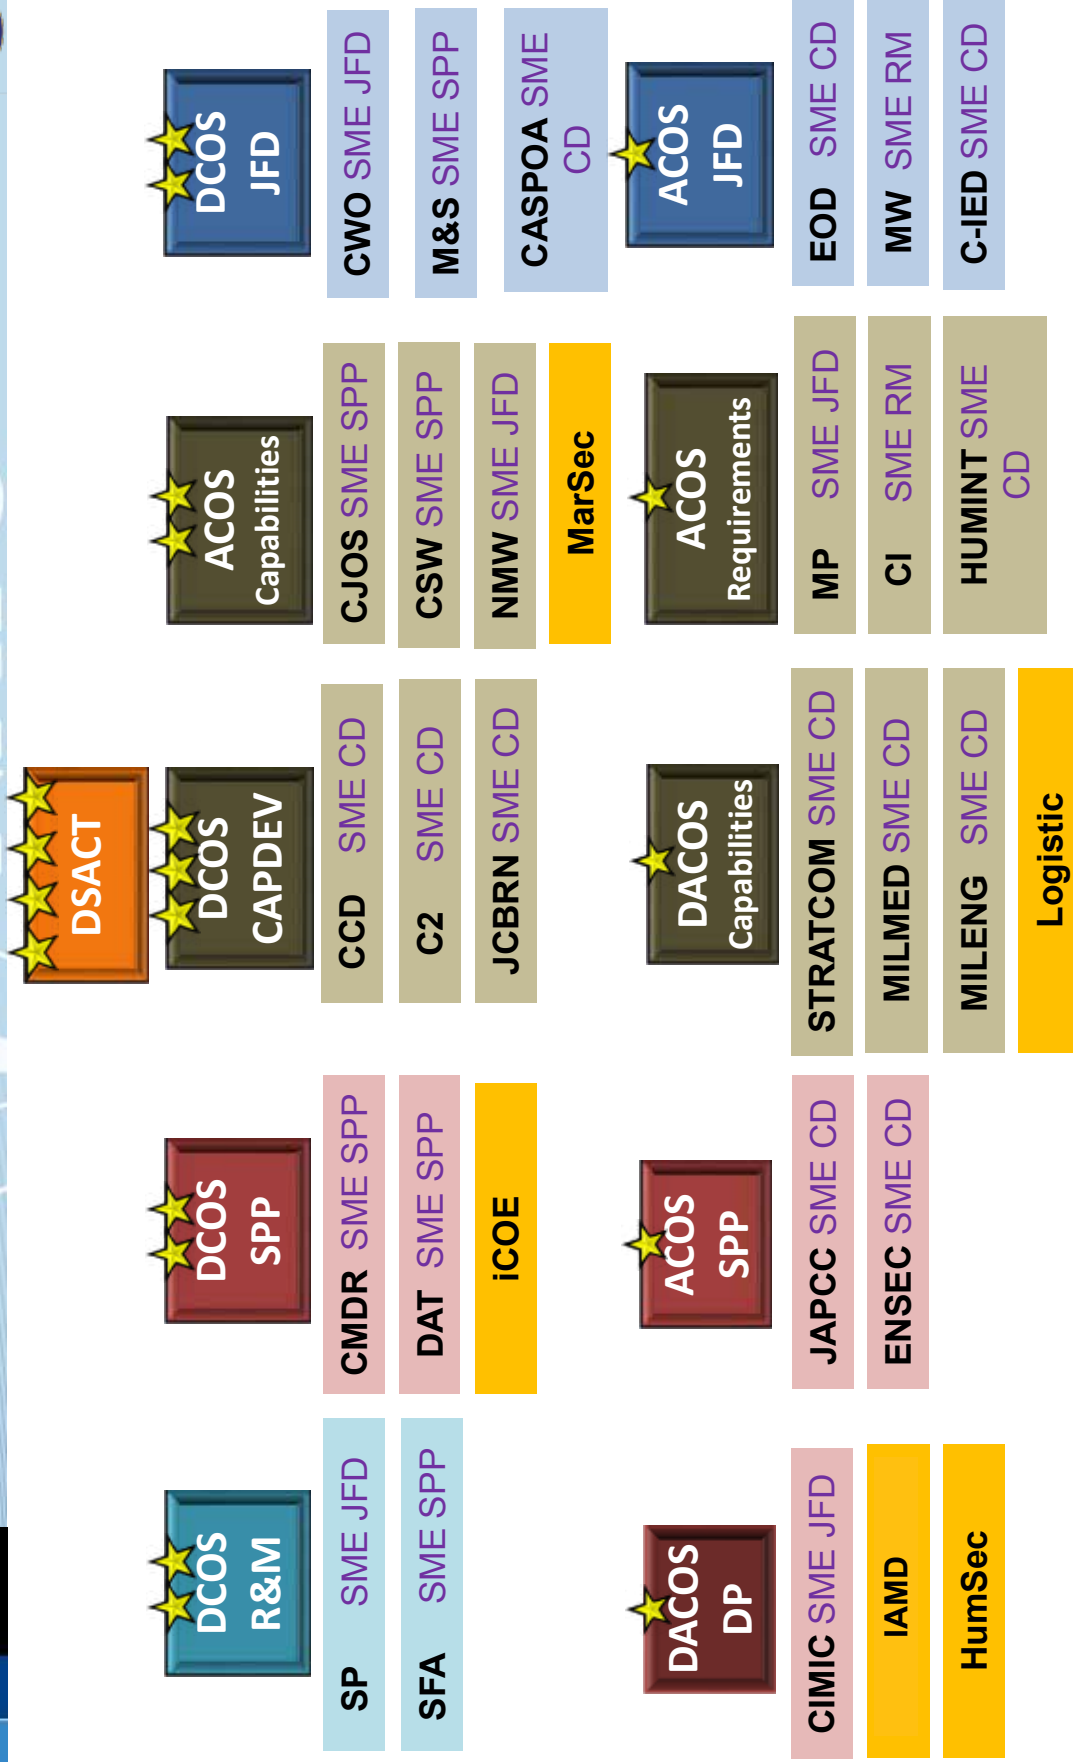 DSACT
DCOS
R&M
SP SME JFD
SFA SME SPP
DCOS
SPP
CMDR SME SPP
DAT SME SPP
iCOE
DCOS
CAPDEV
CCD SME CD
C2 SME CD
JCBRN SME CD
ACOS
Capabilities
CJOS SME SPP
CSW SME SPP
NMW SME JFD
MarSec
DCOS
JFD
CWO SME JFD
M&S SME SPP
CASPOA SME
CD
DACOS
DP
CIMIC SME JFD
IAMD
HumSec
ACOS
SPP
JAPCC SME CD
ENSEC SME CD
DACOS
Capabilities
STRATCOM SME CD
MILMED SME CD
MILENG SME CD
Logistic
ACOS
Requirements
MP SME JFD
CI SME RM
HUMINT SME
CD
ACOS
JFD
EOD SME CD
MW SME RM
C-IED SME CD